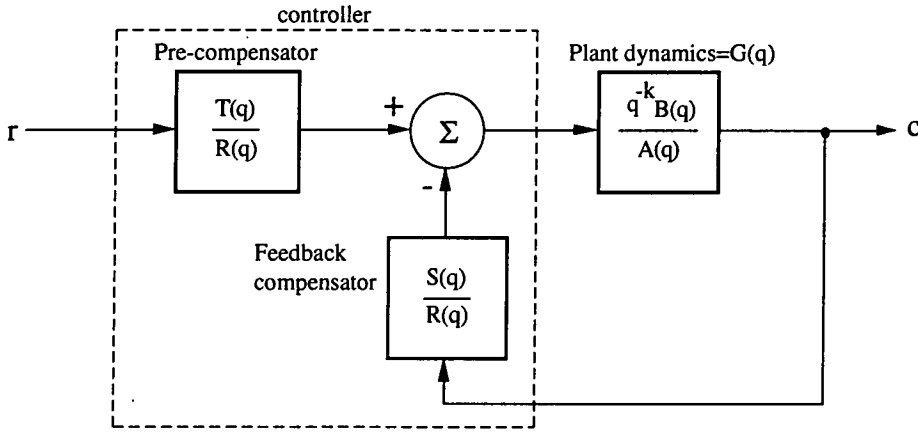 controller
Pre-compensator
Plant dynamics=G(q)
r
T(q)
R(q)
+
Σ
-
q-k B(q)
A(q)
c
Feedback
compensator
S(q)
R(q)